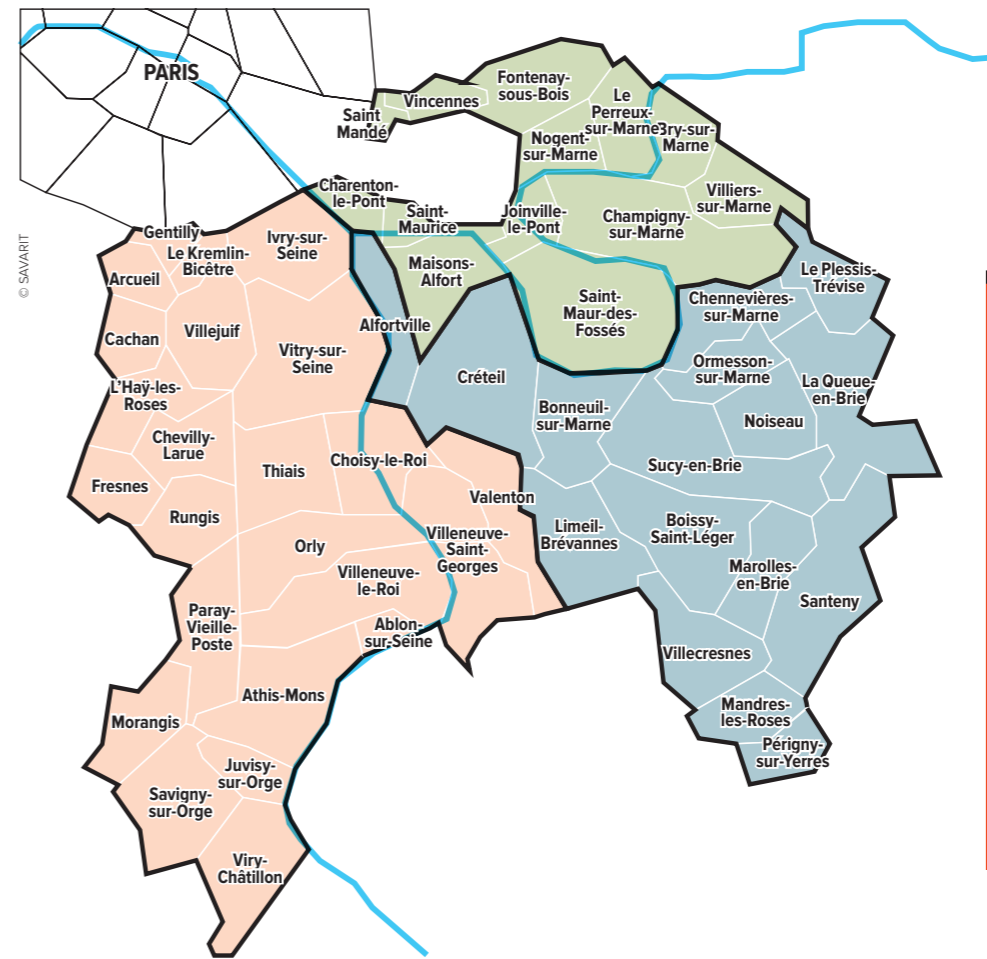 PARIS
Fontenay-
sous-Bois
Vincennes
Saint
Mandé
Le
Perreux-
sur-Marne
Bry-sur-
Marne
Nogent-
sur-Marne
Charenton-
le-Pont
Saint-
Maurice
Joinville-
le-Pont
Villiers-
sur-Marne
Champigny-
sur-Marne
Maisons-
Alfort
Saint-
Maur-des-
Fossés
Gentilly
Le Kremlin-
Bicêtre
Ivry-sur-
Seine
Arcueil
Cachan
Villejuif
Vitry-sur-
Seine
Alfortville
L'Haÿ-les-
Roses
Chevilly-
Larue
Fresnes
Rungis
Thiais
Choisy-le-Roi
Orly
Valenton
Villeneuve-
Saint-
Georges
Villeneuve-
le-Roi
Ablon-
sur-Seine
Paray-
Vieille-
Poste
Athis-Mons
Morangis
Juvisy-
sur-Orge
Savigny-
sur-Orge
Viry-
Châtillon
Le Plessis-
Trévise
Chennevières-
sur-Marne
Ormesson-
sur-Marne
La Queue-
en-Brie
Créteil
Bonneuil-
sur-Marne
Noiseau
Sucy-en-Brie
Limeil-
Brévannes
Boissy-
Saint-Léger
Marolles-
en-Brie
Santeny
Villecresnes
Mandres-
les-Roses
Périgny-
sur-Yerres
© SAVARIT